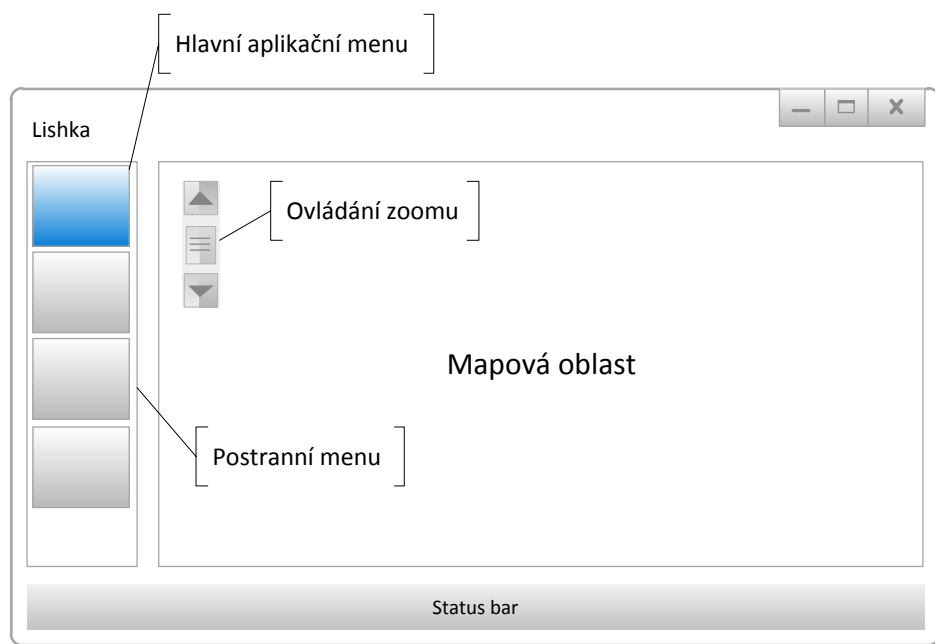 Hlavní aplikační menu
Lishka
Ovládání zoomu
Mapová oblast
Postranní menu
Status bar